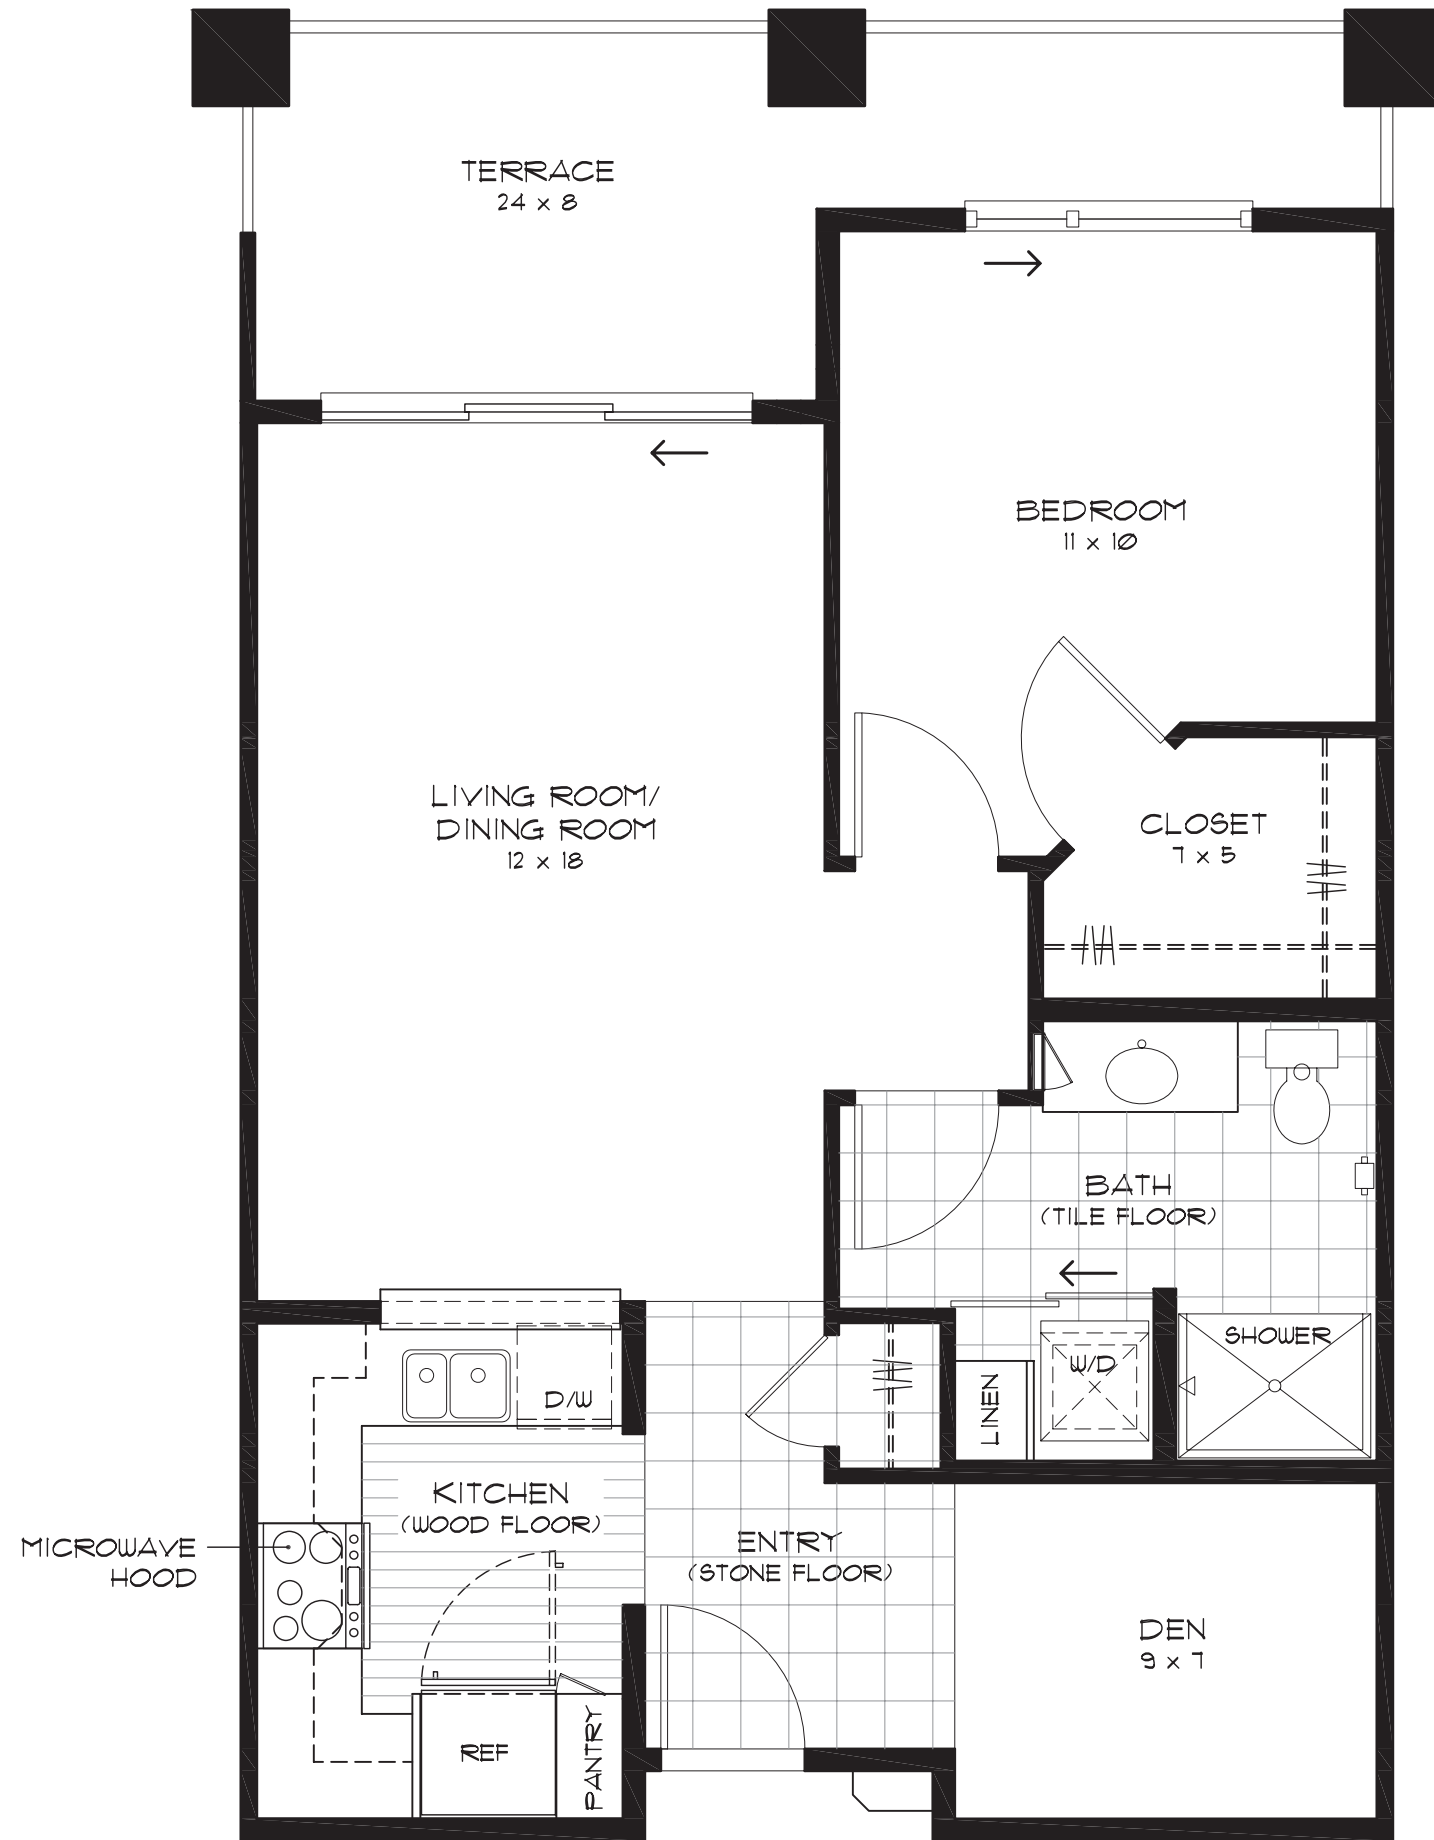 TERRACE
24 x 8
BEDROOM
11 x 10
LIVING ROOM/
DINING ROOM
12 x 18
CLOSET
7 x 5
BATH
(TILE FLOOR)
SHOWER
W/D
LINEN
D/W
KITCHEN
(WOOD FLOOR)
MICROWAVE
HOOD
ENTRY
(STONE FLOOR)
DEN
9 x 7
REF
PANTRY